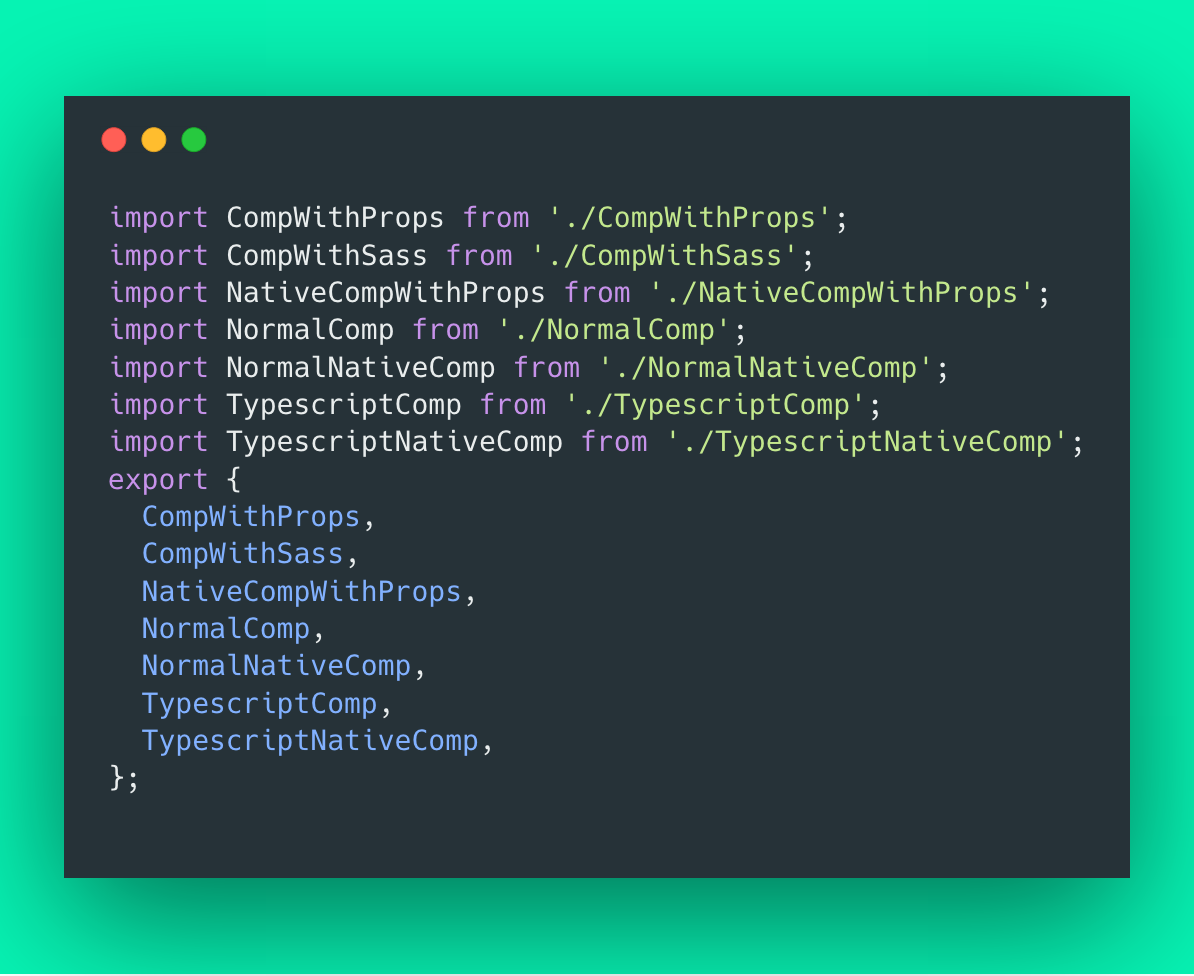 import CompWithProps from './CompWithProps';
import CompWithSass from './CompWithSass';
import NativeCompWithProps from './NativeCompWithProps';
import NormalComp from './NormalComp';
import NormalNativeComp from './NormalNativeComp';
import TypescriptComp from './TypescriptComp';
import TypescriptNativeComp from './TypescriptNativeComp';
export {
  CompWithProps,
  CompWithSass,
  NativeCompWithProps,
  NormalComp,
  NormalNativeComp,
  TypescriptComp,
  TypescriptNativeComp,
};